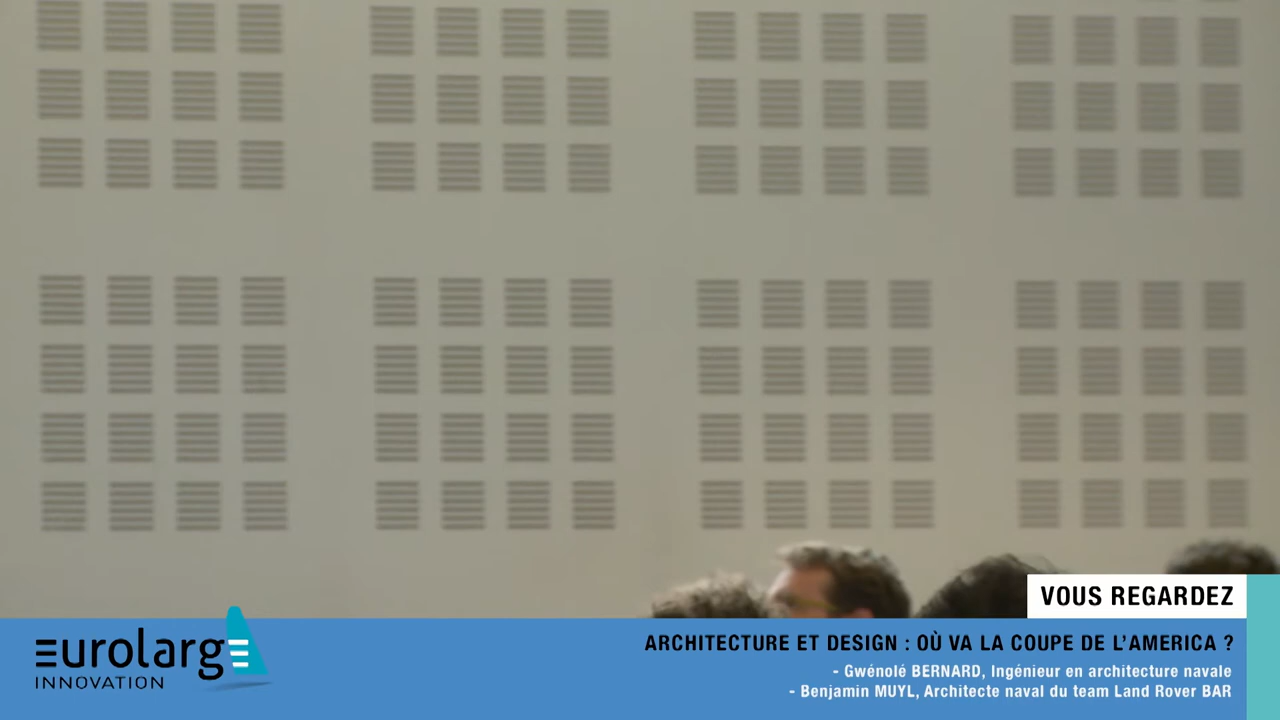 VOUS REGARDEZ
ARCHITECTURE ET DESIGN : OÙ VA LA COUPE DE L'AMERICA ?
- Gwénolé BERNARD, Ingénieur en architecture navale
- Benjamin MUYL, Architecte naval du team Land Rover BAR
eurolarge
INNOVATION